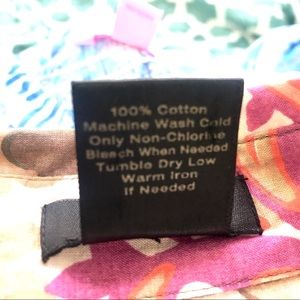 100% Cotton
Machine Wash Cold
Only Non-Chlorine
Bleach When Needed
Tumble Dry Low
Warm Iron
If Needed